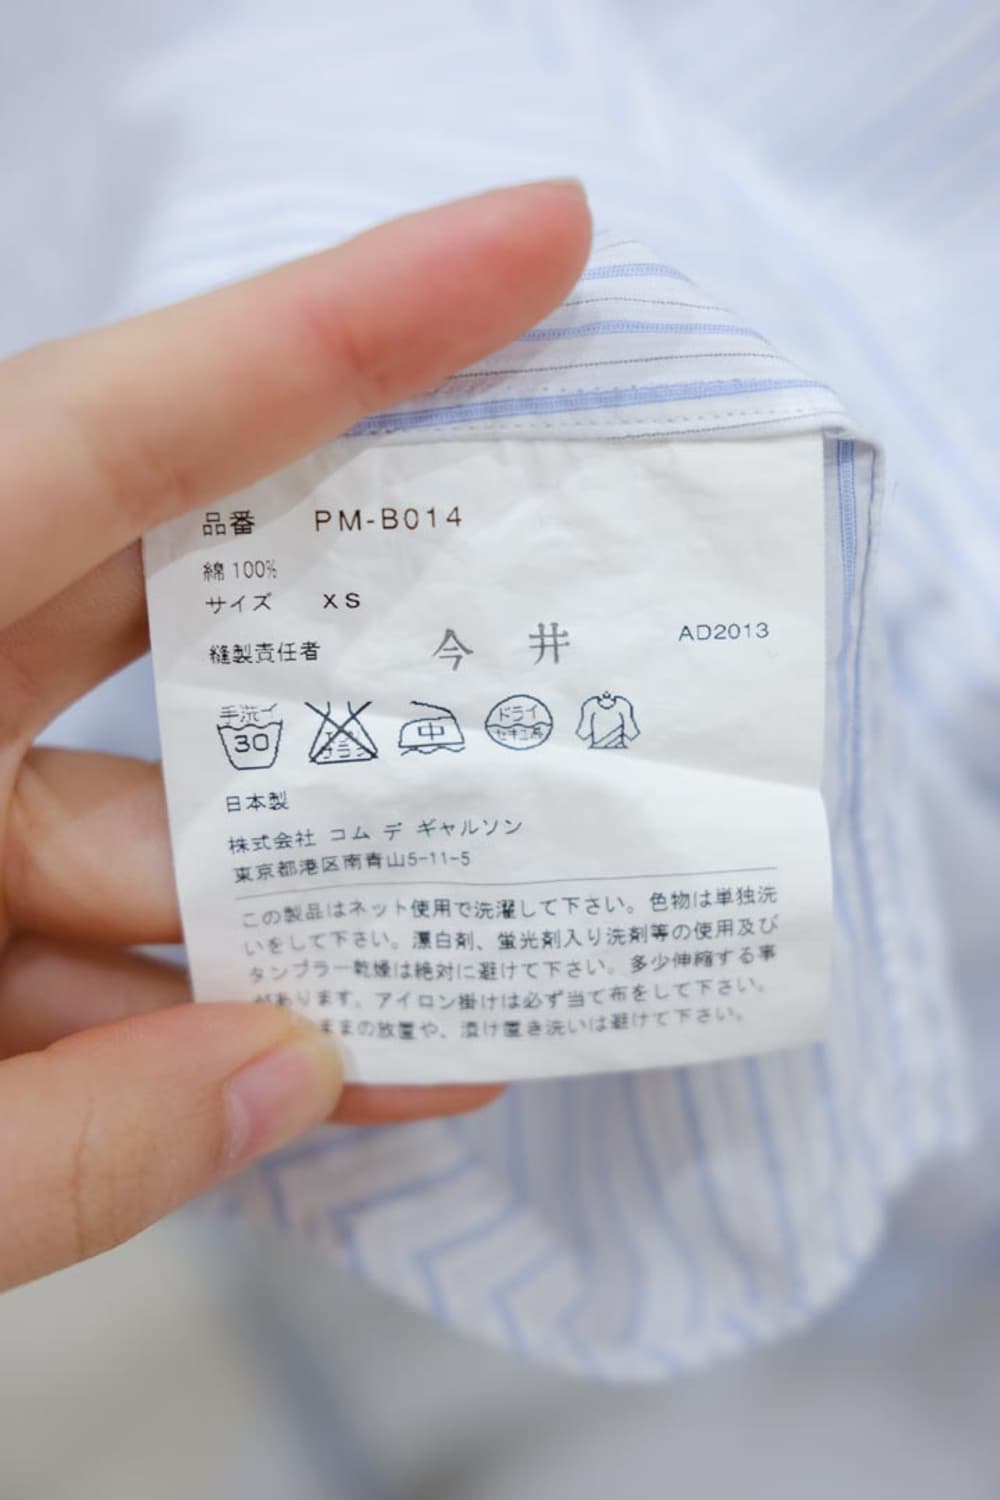 品番 PM-B014
綿 100%
サイズ XS
縫製責任者 今 井 AD2013
手洗イ 30 中 ドライ セキユ系
日本製
株式会社 コム デ ギャルソン
東京都港区南青山5-11-5
この製品はネット使用で洗濯して下さい。色物は単独洗
いをして下さい。漂白剤、蛍光剤入り洗剤等の使用及び
タンブラー乾燥は絶対に避けて下さい。多少伸縮する事
があります。アイロン掛けは必ず当て布をして下さい。
ままの放置や、漬け置き洗いは避けて下さい。